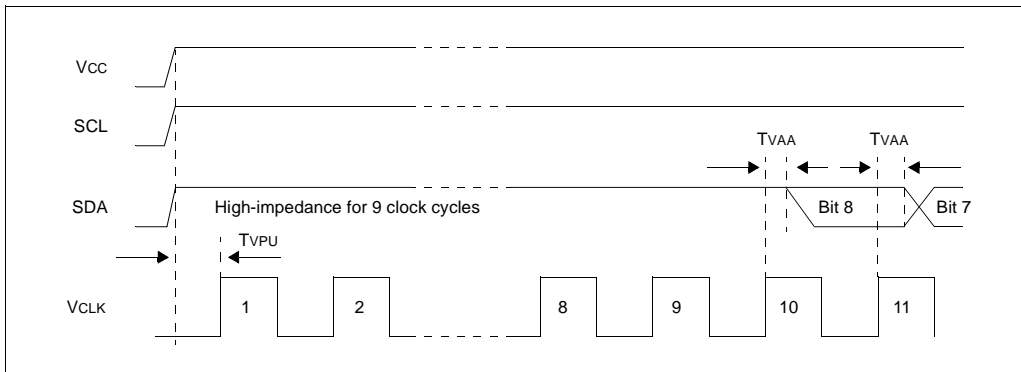 VCC
SCL
TVAA TVAA
SDA High-impedance for 9 clock cycles Bit 8 Bit 7
TVPU
VCLK 1 2 8 9 10 11